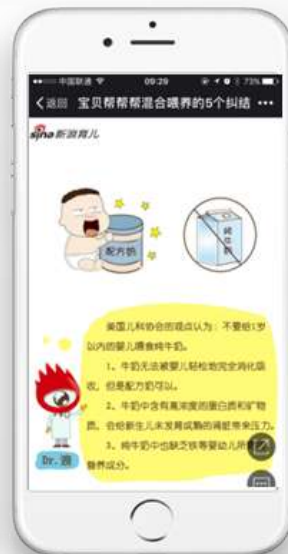 中国联通 09:29 73%
返回 宝贝帮帮帮混合喂养的5个纠结
sina 新浪育儿
配方奶
纯牛奶
美国儿科协会的观点认为：不要给1岁
以内的婴儿喂食纯牛奶。
1、牛奶无法被婴儿轻松地完全消化吸
收，但是配方奶可以。
2、牛奶中含有高浓度的蛋白质和矿物
质，会给新生儿未发育成熟的肾脏带来压力。
3、纯牛奶中也缺乏铁等婴幼儿所
营养成分。
Dr.浪